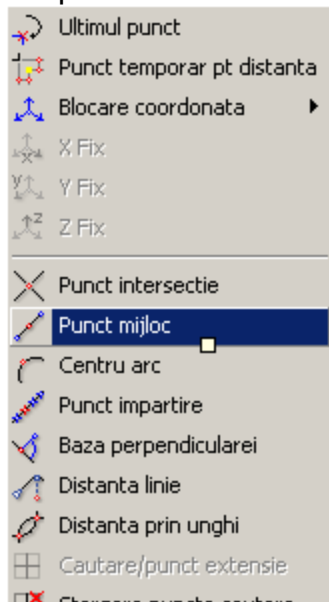 Ultimul punct
Punct temporar pt distanta
Blocare coordonata
X Fix
Y Fix
Z Fix
Punct intersectie
Punct mijloc
Centru arc
Punct impartire
Baza perpendicularei
Distanta linie
Distanta prin unghi
Cautare/punct extensie